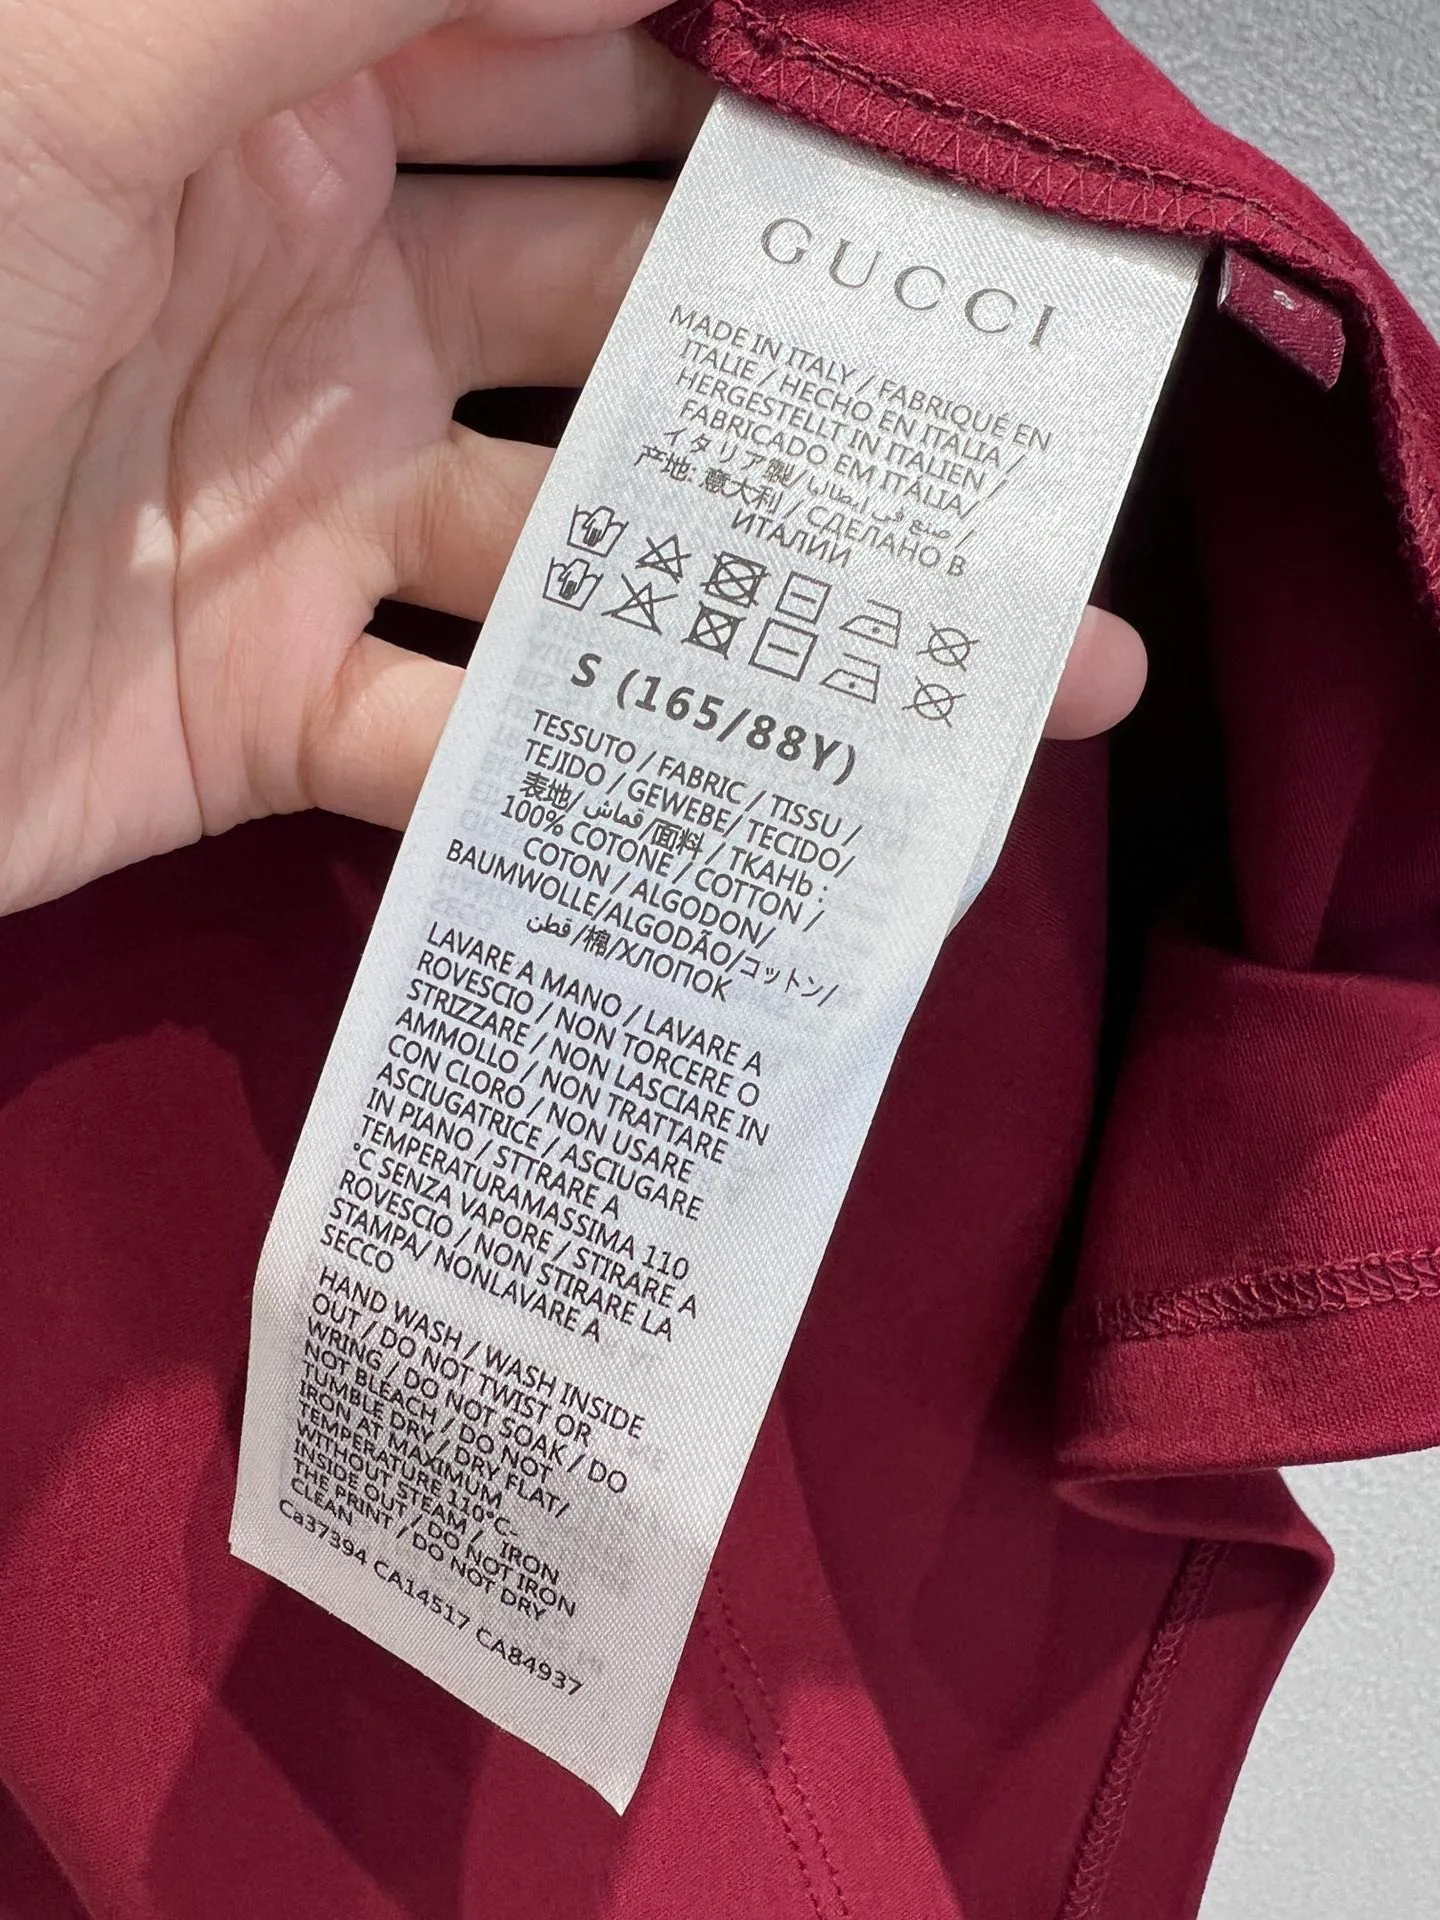 GUCCI
MADE IN ITALY / FABRIQUÉ EN
ITALIE / HECHO EN ITALIA /
HERGESTELLT IN ITALIEN /
FABRICADO EM ITÁLIA/
イタリア製/ صنع في إيطاليا /
产地: 意大利 / СДЕЛАНО В
ИТАЛИИ
S (165/88Y)
TESSUTO / FABRIC / TISSU /
TEJIDO / GEWEBE/ TECIDO/
表地/ قماش/面料 / ТКАНЬ :
100% COTONE / COTTON /
COTON / ALGODON/
BAUMWOLLE/ALGODÃO/コットン/
قطن /棉/ХЛОПОК
LAVARE A MANO / LAVARE A
ROVESCIO / NON TORCERE O
STRIZZARE / NON LASCIARE IN
AMMOLLO / NON TRATTARE
CON CLORO / NON USARE
ASCIUGATRICE / ASCIUGARE
IN PIANO / STTRARE A
TEMPERATURAMASSIMA 110
°C SENZA VAPORE / STIRARE A
ROVESCIO / NON STIRARE LA
STAMPA/ NONLAVARE A
SECCO
HAND WASH / WASH INSIDE
OUT / DO NOT TWIST OR
WRING / DO NOT SOAK / DO
NOT BLEACH / DO NOT
TUMBLE DRY / DRY FLAT/
IRON AT MAXIMUM
TEMPERATURE 110°C-
WITHOUT STEAM / IRON
INSIDE OUT / DO NOT IRON
THE PRINT / DO NOT DRY
CLEAN
Ca37394 CA14517 CA84937